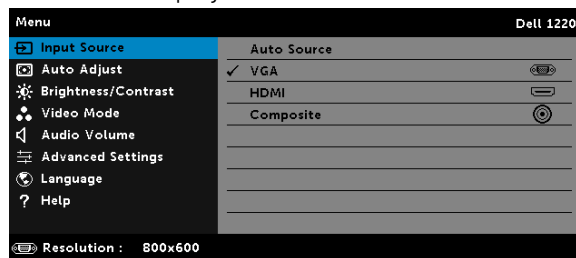 Menu Dell 1220
Input Source Auto Source
Auto Adjust ✓ VGA
Brightness/Contrast HDMI
Video Mode Composite
Audio Volume
Advanced Settings
Language
? Help
Resolution : 800x600